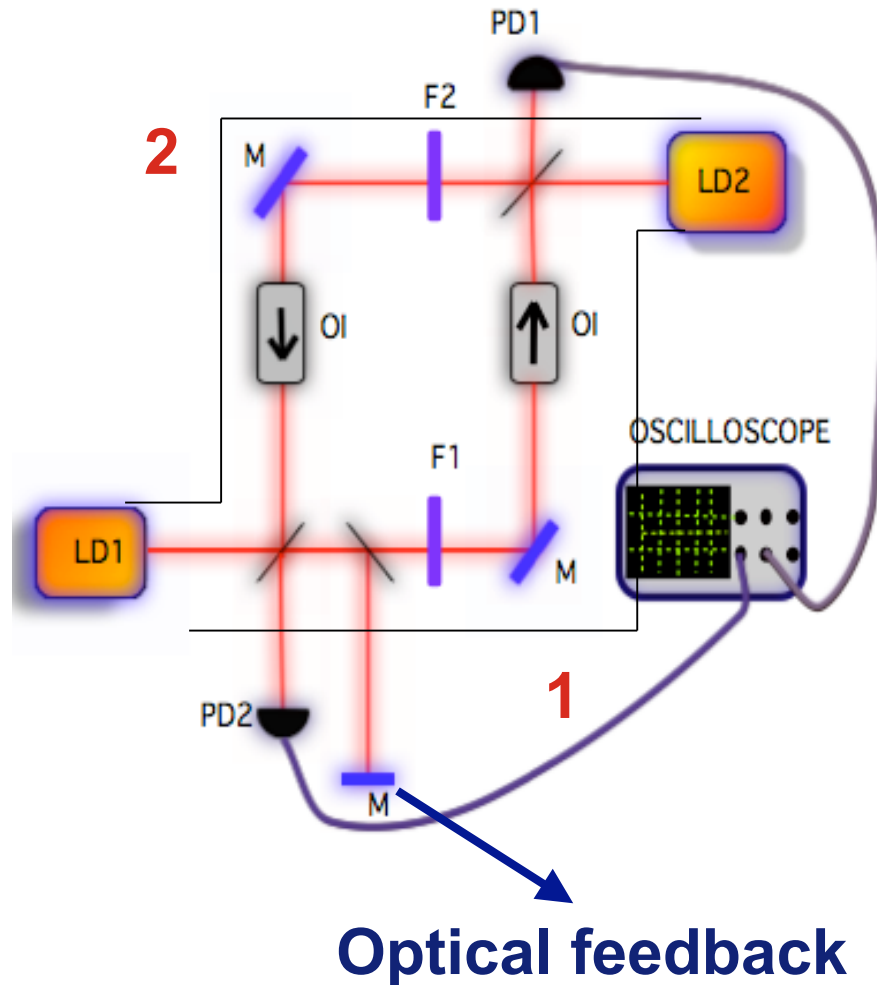 PD1
F2
2
M
LD2
OI
OI
OSCILLOSCOPE
F1
LD1
M
1
PD2
M
Optical feedback